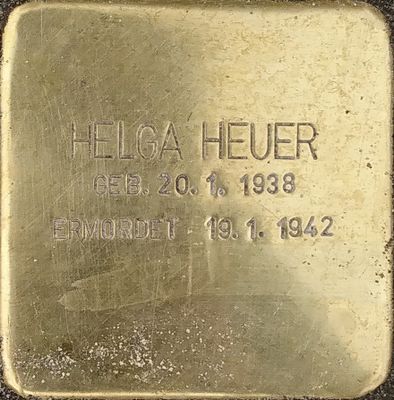 HELGA HEUER
GEB. 20. 1. 1938
ERMORDET 19. 1. 1942